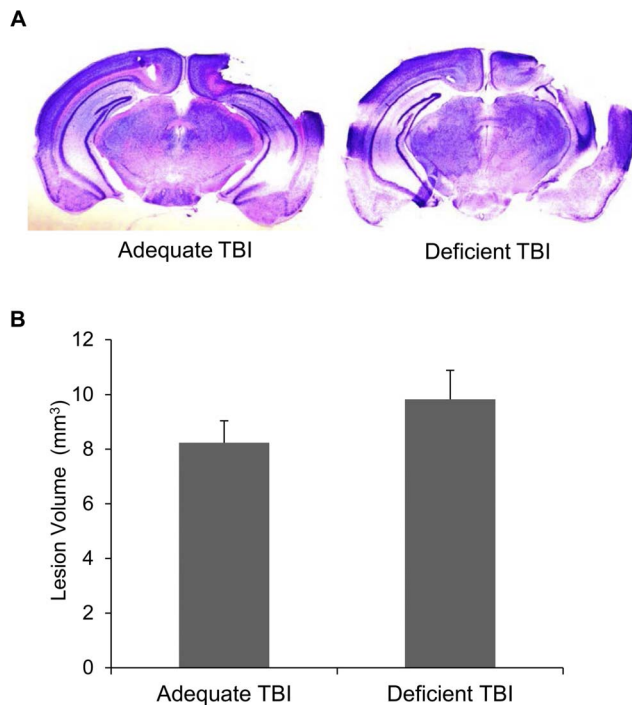 A
Adequate TBI
Deficient TBI
B
12
10
8
6
4
2
0
Lesion Volume (mm³)
Adequate TBI
Deficient TBI